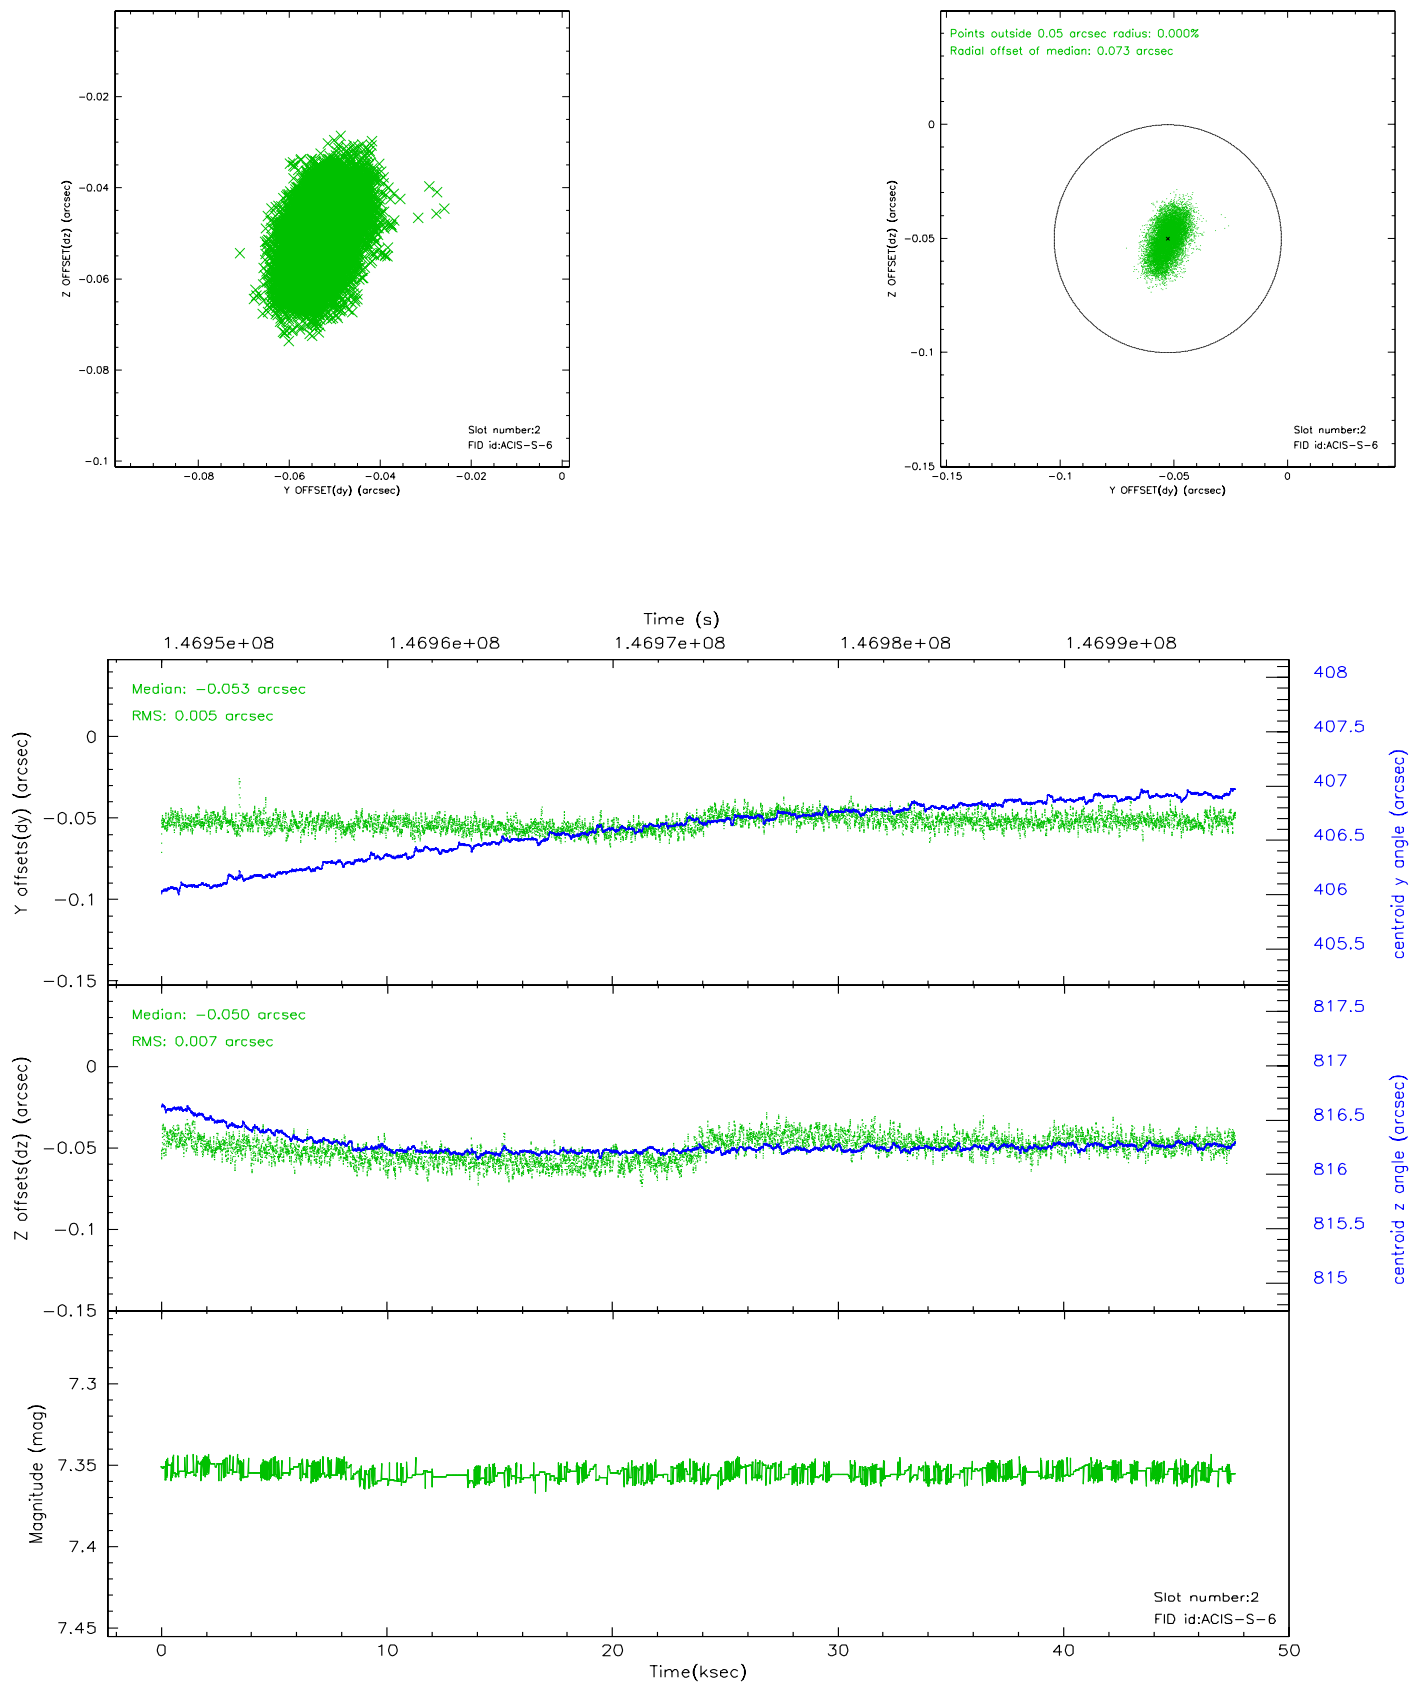 -0.02
-0.04
-0.06
-0.08
-0.1
Z OFFSET(dz) (arcsec)
Slot number:2
FID id:ACIS-S-6
-0.08
-0.06
-0.04
-0.02
0
Y OFFSET(dy) (arcsec)
Points outside 0.05 arcsec radius: 0.000%
Radial offset of median: 0.073 arcsec
0
-0.05
-0.1
-0.15
Z OFFSET(dz) (arcsec)
Slot number:2
FID id:ACIS-S-6
-0.15
-0.1
-0.05
0
Y OFFSET(dy) (arcsec)
Time (s)
1.4695e+08
1.4696e+08
1.4697e+08
1.4698e+08
1.4699e+08
Median: -0.053 arcsec
RMS: 0.005 arcsec
0
-0.05
-0.1
-0.15
Y offsets(dy) (arcsec)
408
407.5
407
406.5
406
405.5
centroid y angle (arcsec)
Median: -0.050 arcsec
RMS: 0.007 arcsec
0
-0.05
-0.1
-0.15
Z offsets(dz) (arcsec)
817.5
817
816.5
816
815.5
815
centroid z angle (arcsec)
7.3
7.35
7.4
7.45
Magnitude (mag)
Slot number:2
FID id:ACIS-S-6
0
10
20
30
40
50
Time(ksec)